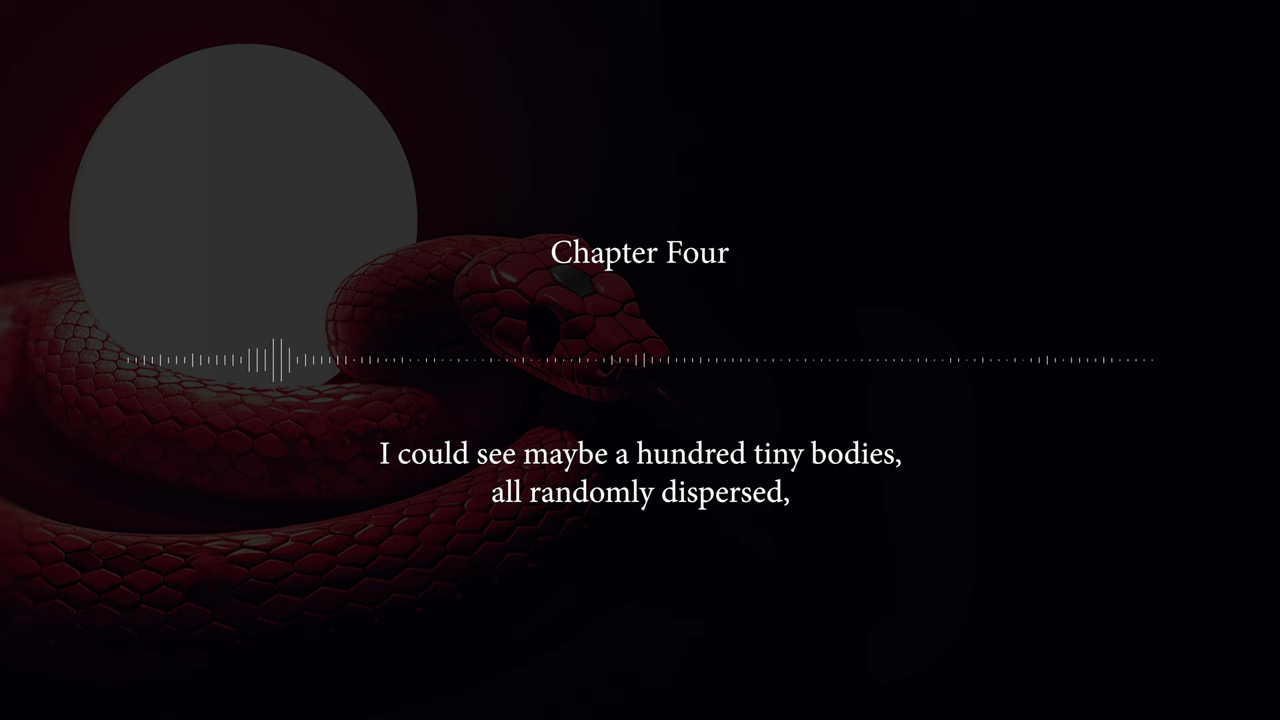 Chapter Four
I could see maybe a hundred tiny bodies,
all randomly dispersed,